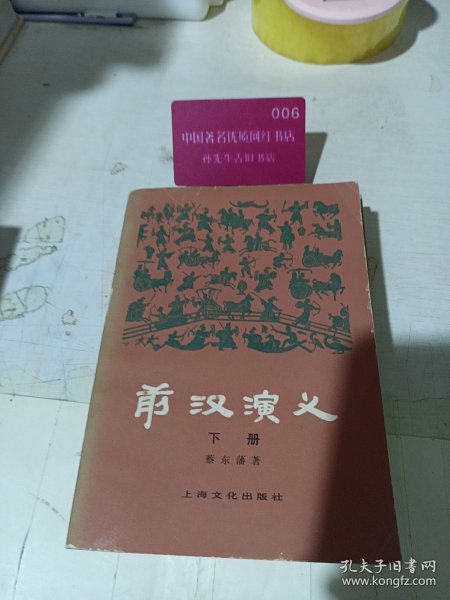 006
中国著名优质网红书店
孙先生古旧书店
前汉演义
下册
蔡东藩著
上海文化出版社
孔夫子旧书网
www.kongfz.com